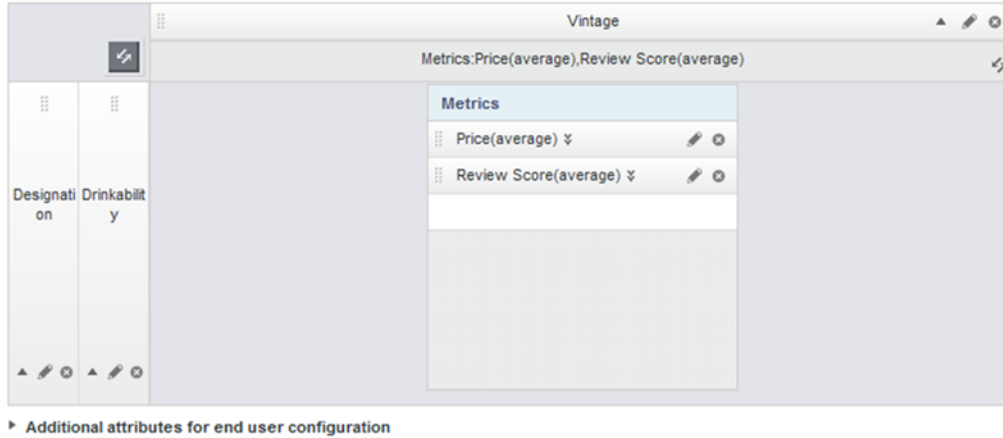 Vintage
Metrics:Price(average),Review Score(average)
Metrics
Price(average)
Review Score(average)
Designati
on
Drinkabilit
y
Additional attributes for end user configuration